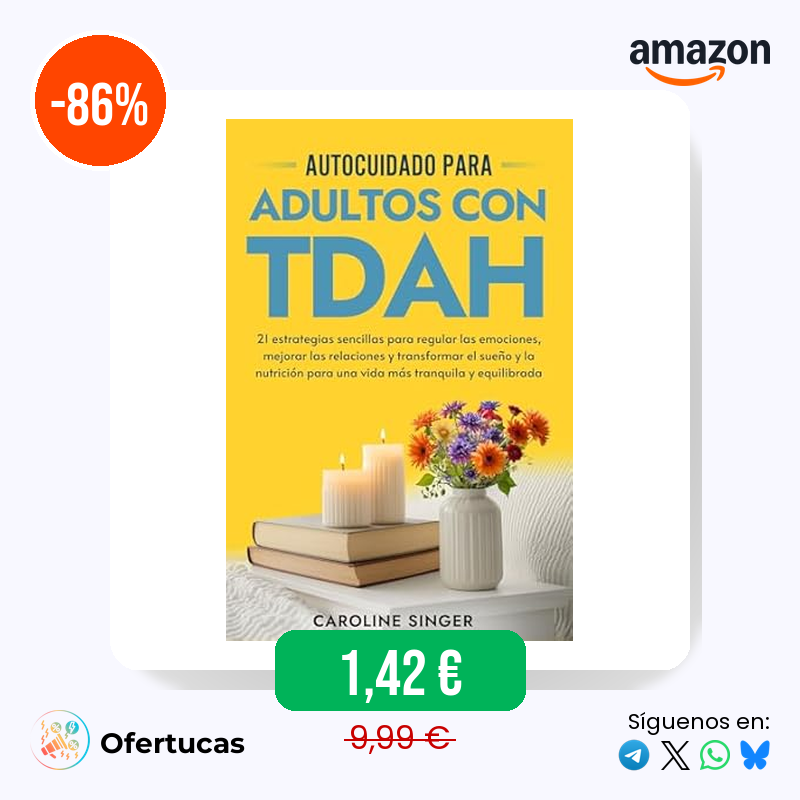 -86%
amazon
AUTOCUIDADO PARA
ADULTOS CON
TDAH
21 estrategias sencillas para regular las emociones,
mejorar las relaciones y transformar el sueño y la
nutrición para una vida más tranquila y equilibrada
CAROLINE SINGER
1,42 €
9,99 €
Ofertucas
Síguenos en: